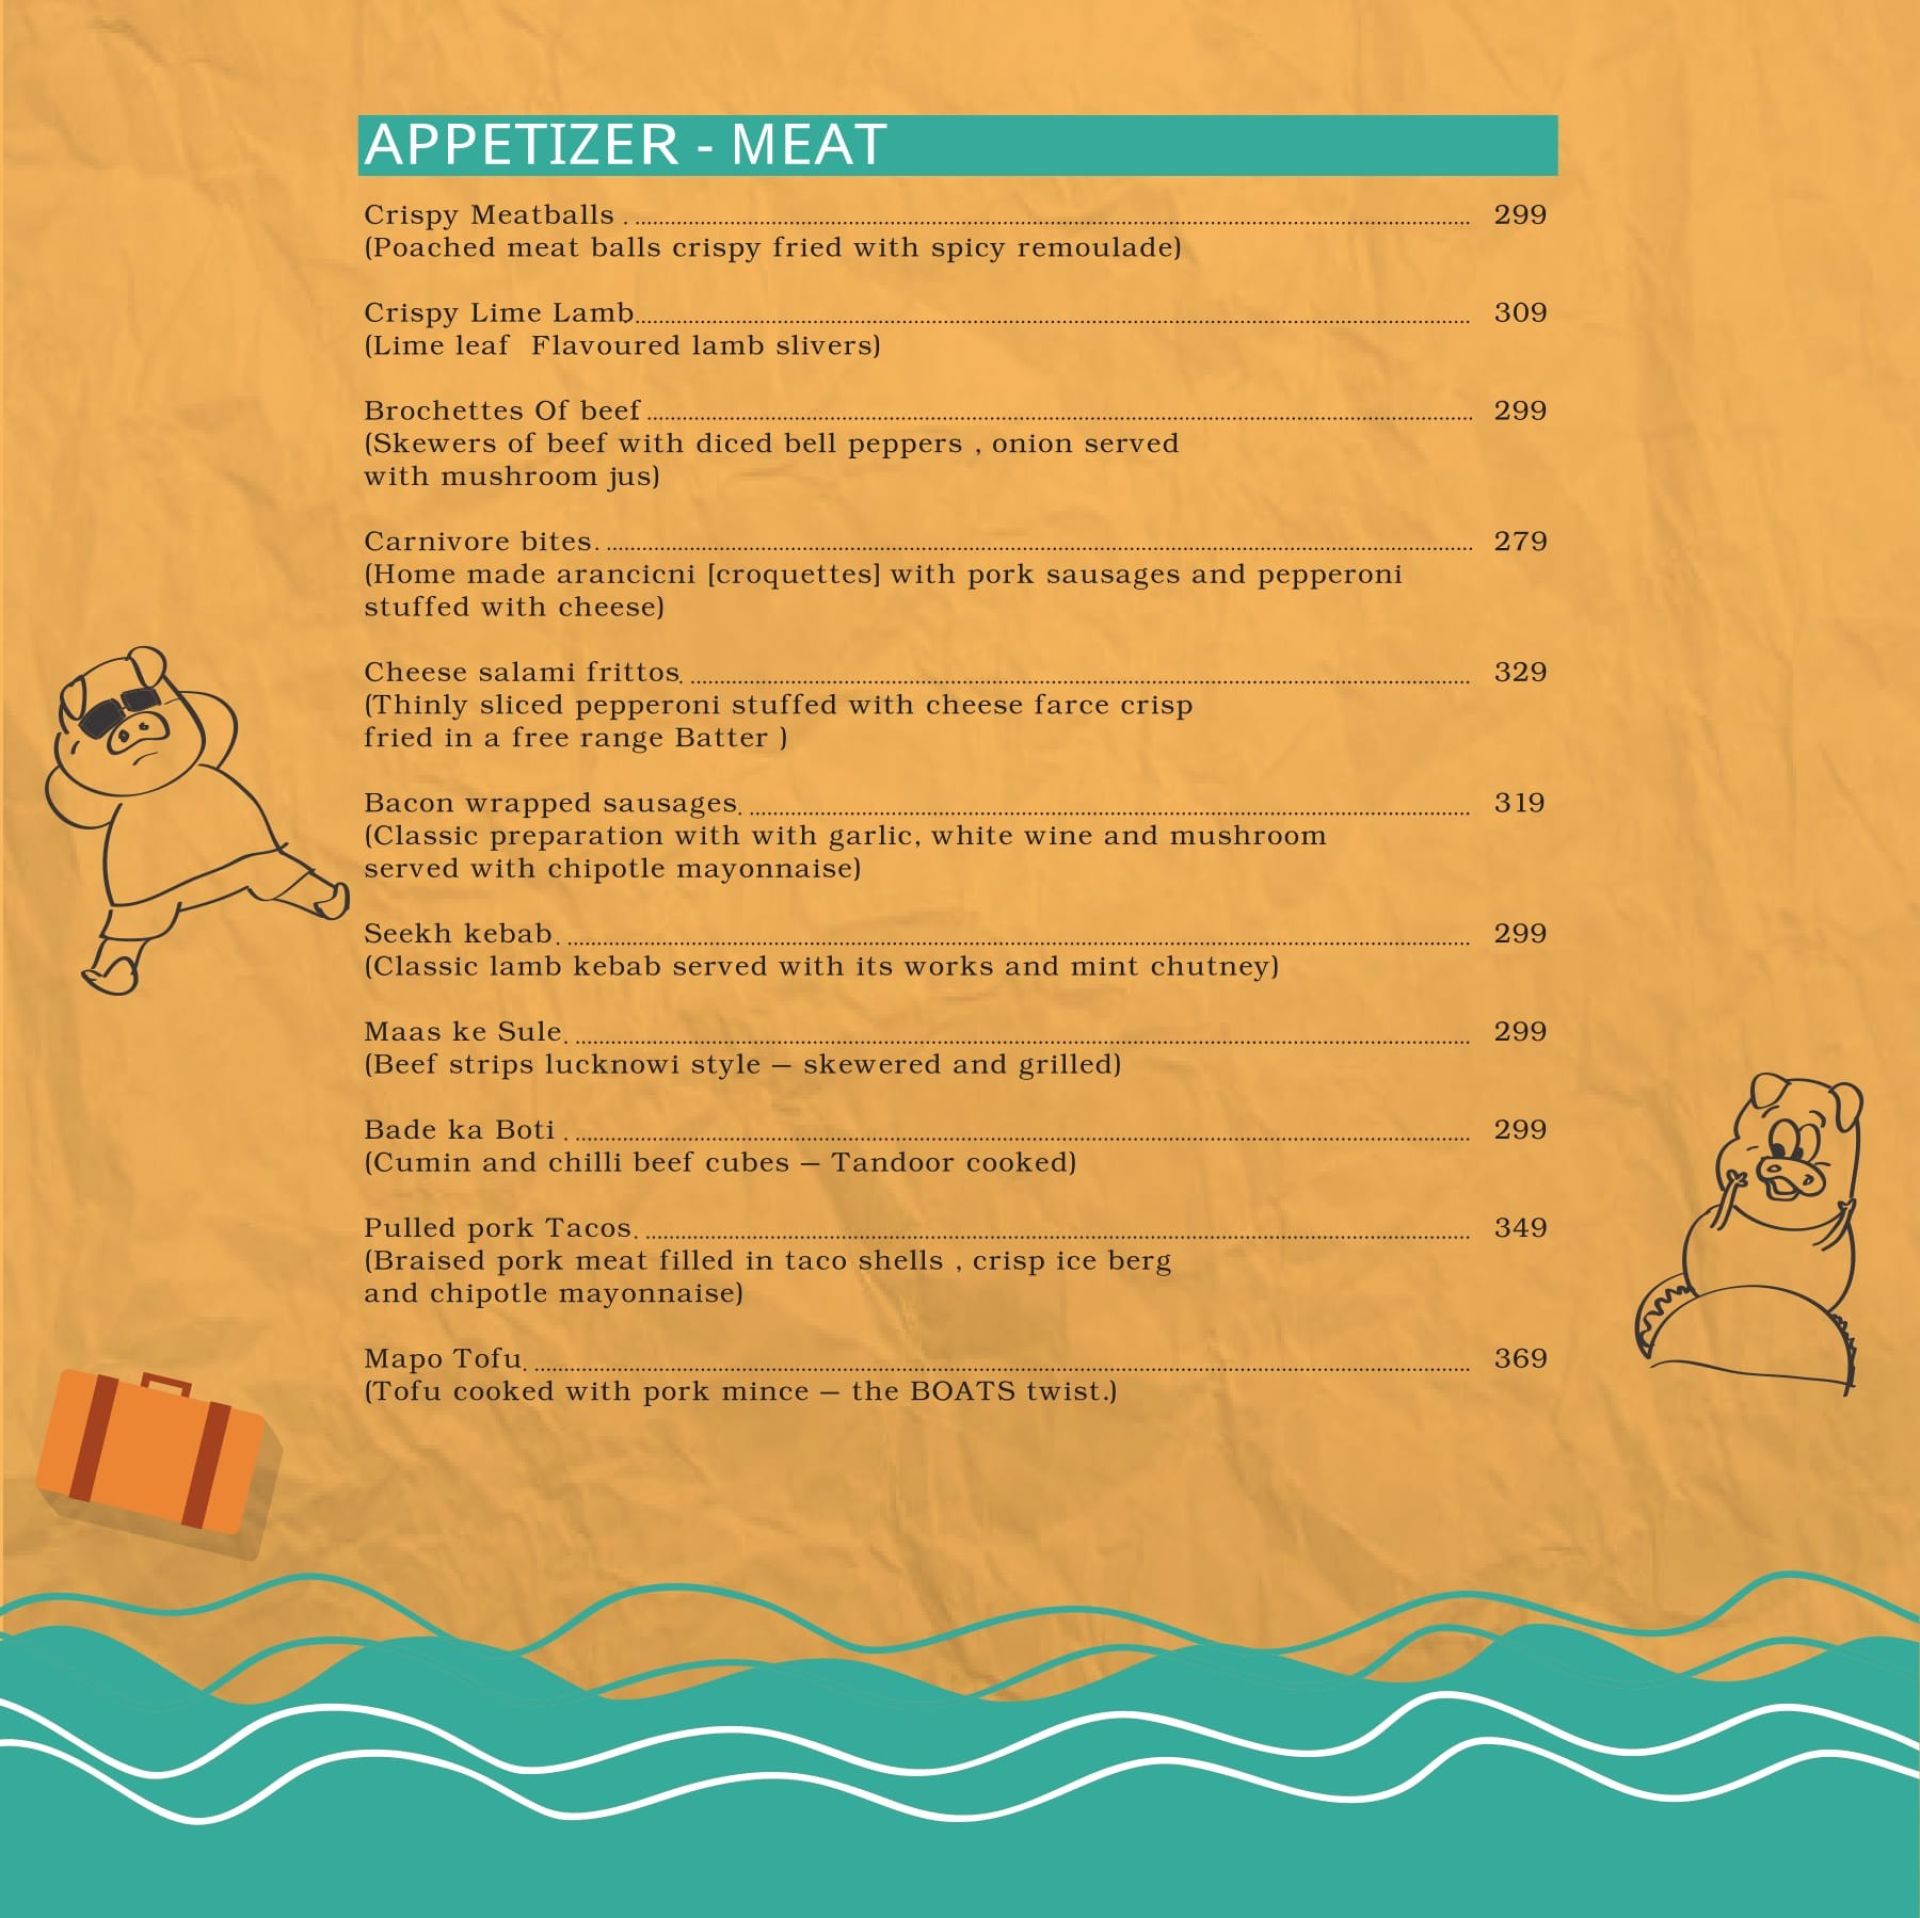 APPETIZER - MEAT
Crispy Meatballs . 299
(Poached meat balls crispy fried with spicy remoulade)
Crispy Lime Lamb 309
(Lime leaf Flavoured lamb slivers)
Brochettes Of beef 299
(Skewers of beef with diced bell peppers , onion served
with mushroom jus)
Carnivore bites. 279
(Home made arancicni [croquettes] with pork sausages and pepperoni
stuffed with cheese)
Cheese salami frittos. 329
(Thinly sliced pepperoni stuffed with cheese farce crisp
fried in a free range Batter )
Bacon wrapped sausages. 319
(Classic preparation with with garlic, white wine and mushroom
served with chipotle mayonnaise)
Seekh kebab. 299
(Classic lamb kebab served with its works and mint chutney)
Maas ke Sule. 299
(Beef strips lucknowi style – skewered and grilled)
Bade ka Boti . 299
(Cumin and chilli beef cubes – Tandoor cooked)
Pulled pork Tacos. 349
(Braised pork meat filled in taco shells , crisp ice berg
and chipotle mayonnaise)
Mapo Tofu. 369
(Tofu cooked with pork mince – the BOATS twist.)